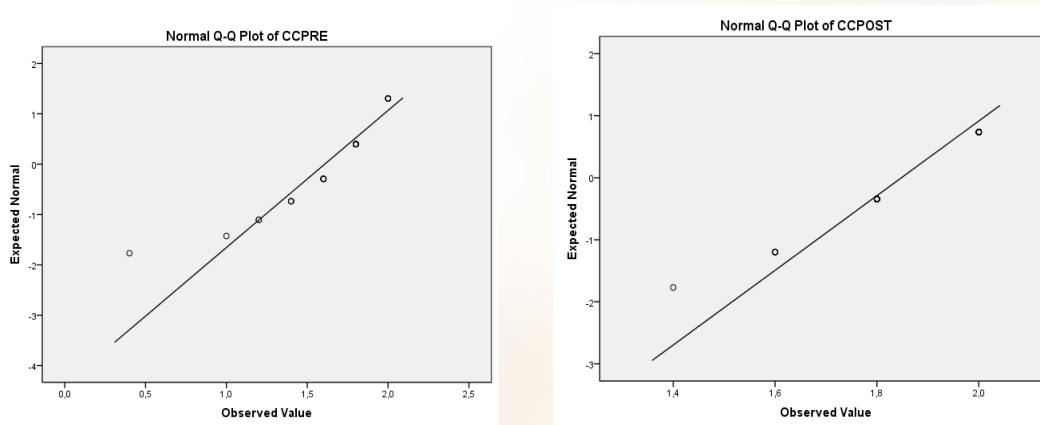 Normal Q-Q Plot of CCPRE
2
1
0
-1
-2
-3
-4
Expected Normal
0,0 0,5 1,0 1,5 2,0 2,5
Observed Value
Normal Q-Q Plot of CCPOST
2
1
0
-1
-2
-3
Expected Normal
1,4 1,6 1,8 2,0
Observed Value